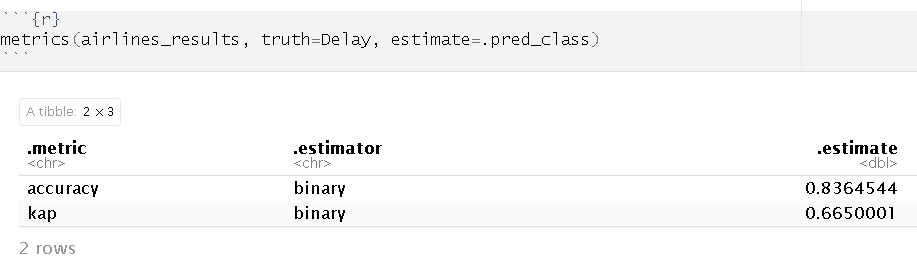 ```{r}
metrics(airlines_results, truth=Delay, estimate=.pred_class)
```
A tibble: 2 × 3
.metric .estimator .estimate
<chr> <chr> <dbl>
accuracy binary 0.8364544
kap binary 0.6650001
2 rows